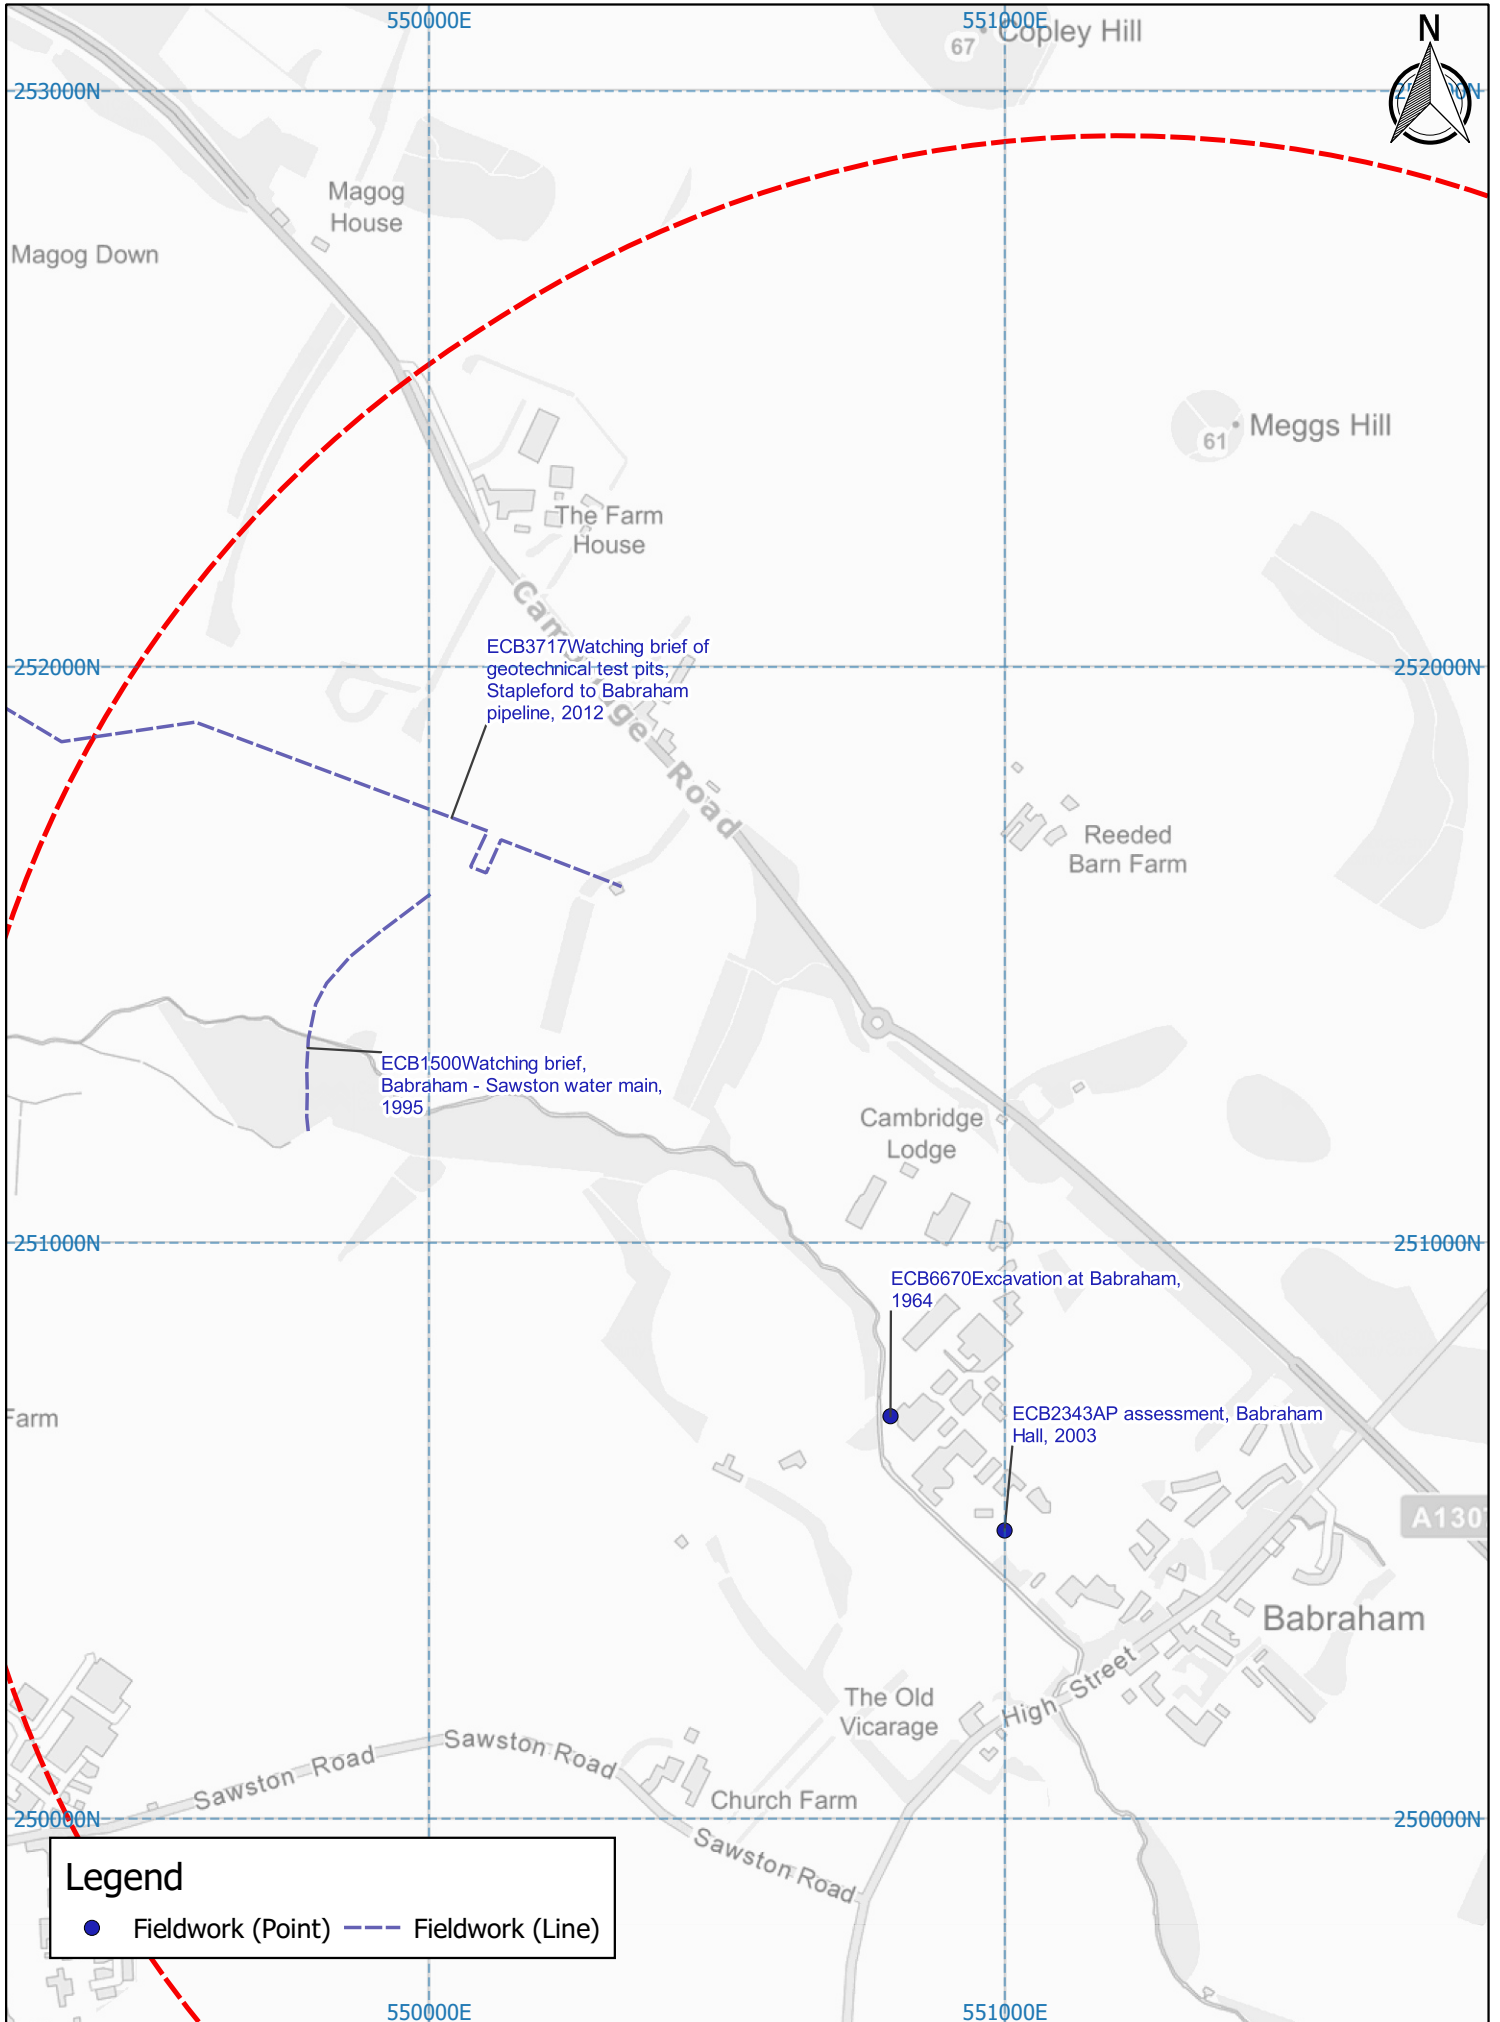 550000E
551000E
N
Copley Hill
67
253000N
Magog
House
Magog Down
Meggs Hill
61
The Farm
House
Cambridge Road
ECB3717Watching brief of
geotechnical test pits,
Stapleford to Babraham
pipeline, 2012
252000N
252000N
Reeded
Barn Farm
ECB1500Watching brief,
Babraham - Sawston water main,
1995
Cambridge
Lodge
251000N
251000N
ECB6670Excavation at Babraham,
1964
ECB2343AP assessment, Babraham
Hall, 2003
Farm
Babraham
High Street
The Old
Vicarage
Sawston Road
Sawston Road
Church Farm
250000N
250000N
Sawston Road
Legend
Fieldwork (Point)
Fieldwork (Line)
550000E
551000E